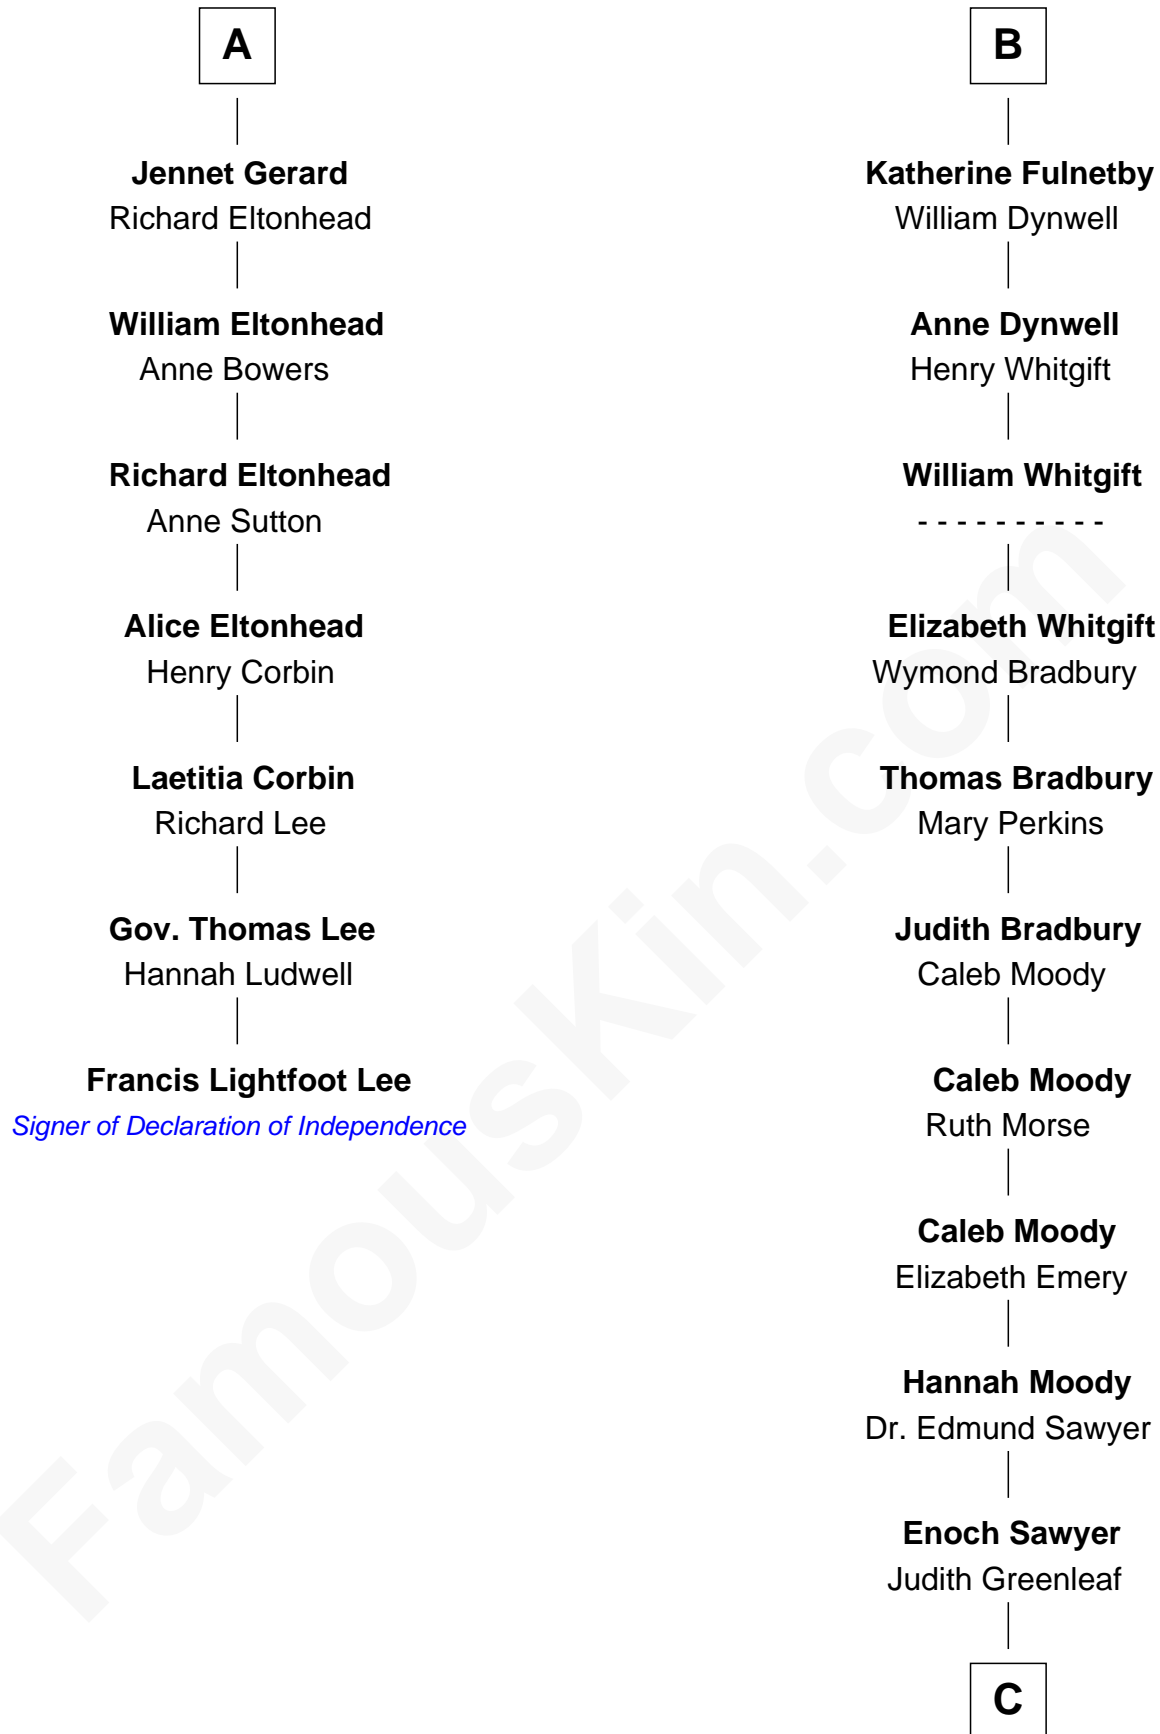 A
Jennet Gerard
Richard Eltonhead
William Eltonhead
Anne Bowers
Richard Eltonhead
Anne Sutton
Alice Eltonhead
Henry Corbin
Laetitia Corbin
Richard Lee
Gov. Thomas Lee
Hannah Ludwell
Francis Lightfoot Lee
Signer of Declaration of Independence
B
Katherine Fulnetby
William Dynwell
Anne Dynwell
Henry Whitgift
William Whitgift
- - - - - - - - - -
Elizabeth Whitgift
Wymond Bradbury
Thomas Bradbury
Mary Perkins
Judith Bradbury
Caleb Moody
Caleb Moody
Ruth Morse
Caleb Moody
Elizabeth Emery
Hannah Moody
Dr. Edmund Sawyer
Enoch Sawyer
Judith Greenleaf
C
FamousKin.com